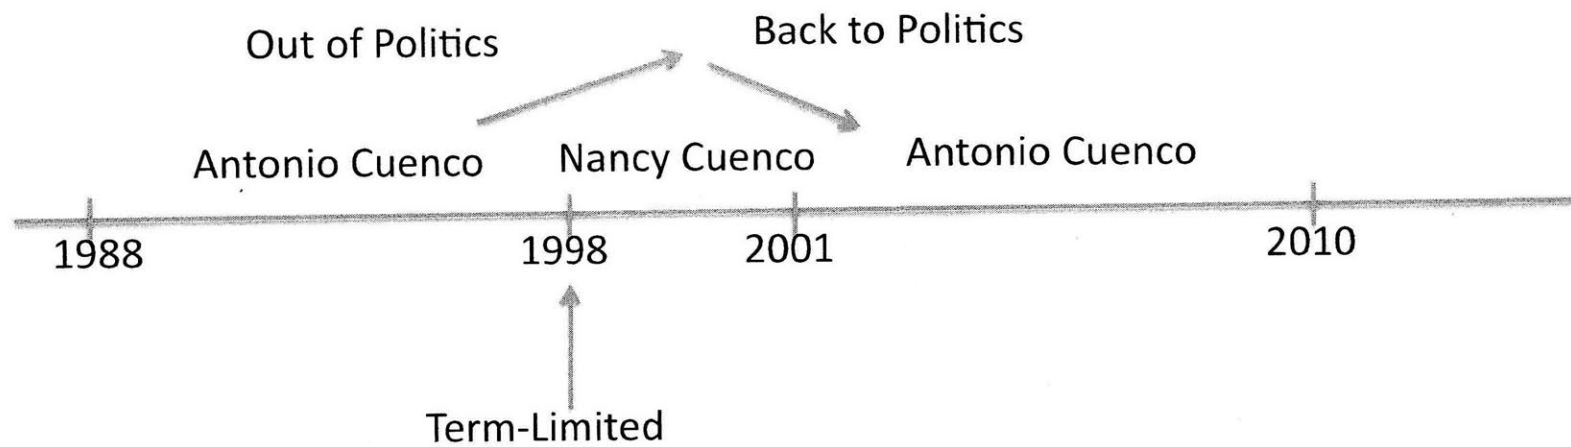 Out of Politics
Back to Politics
Antonio Cuenco
Nancy Cuenco
Antonio Cuenco
1988
1998
2001
2010
Term-Limited